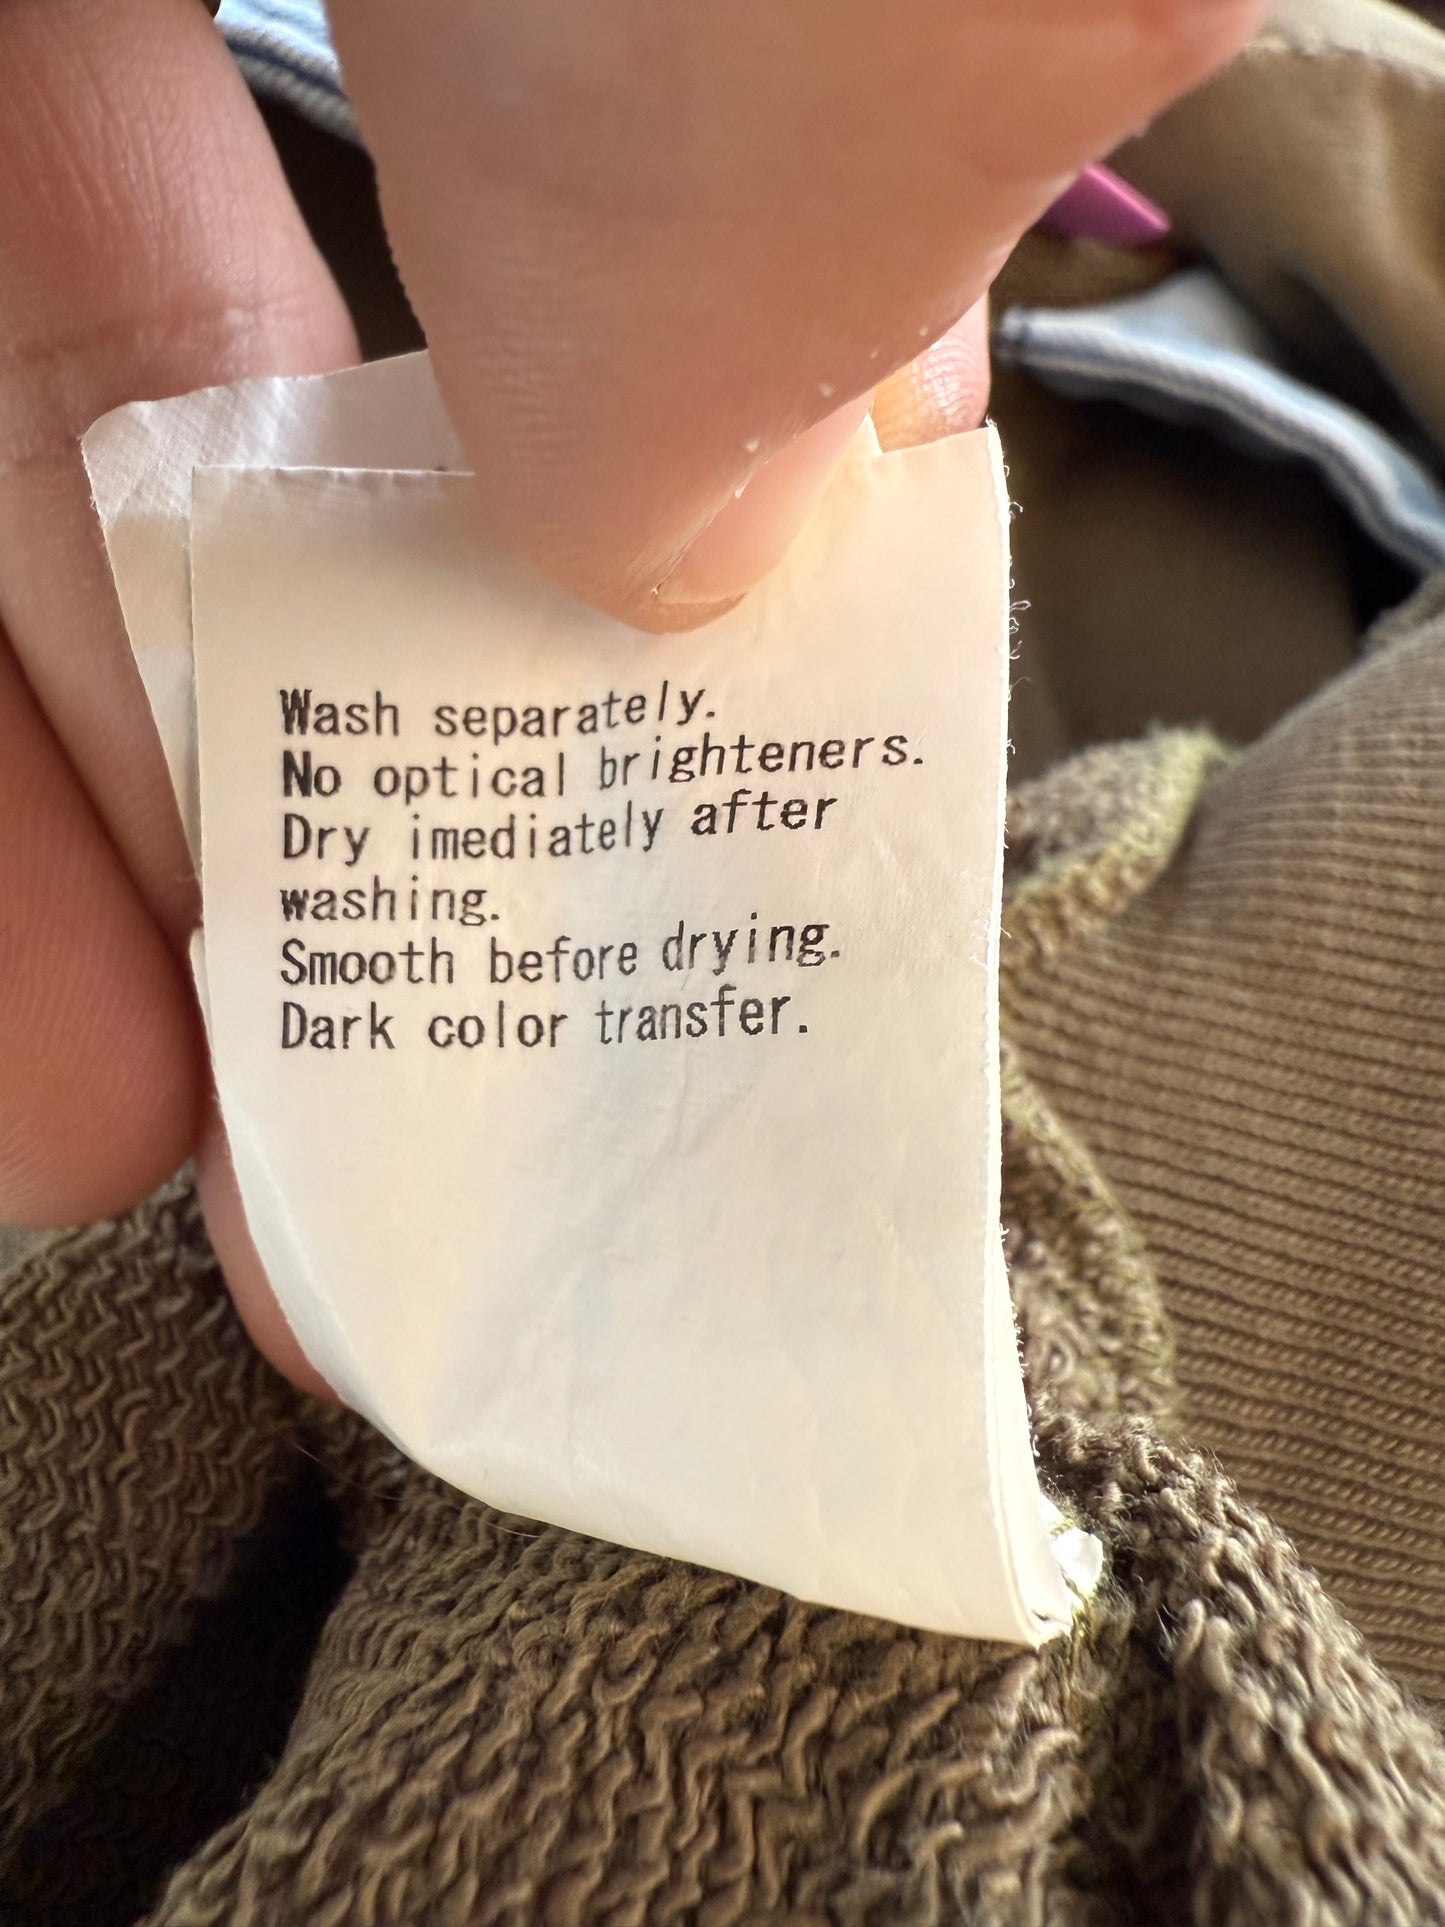 Wash separately.
No optical brighteners.
Dry imediately after
washing.
Smooth before drying.
Dark color transfer.